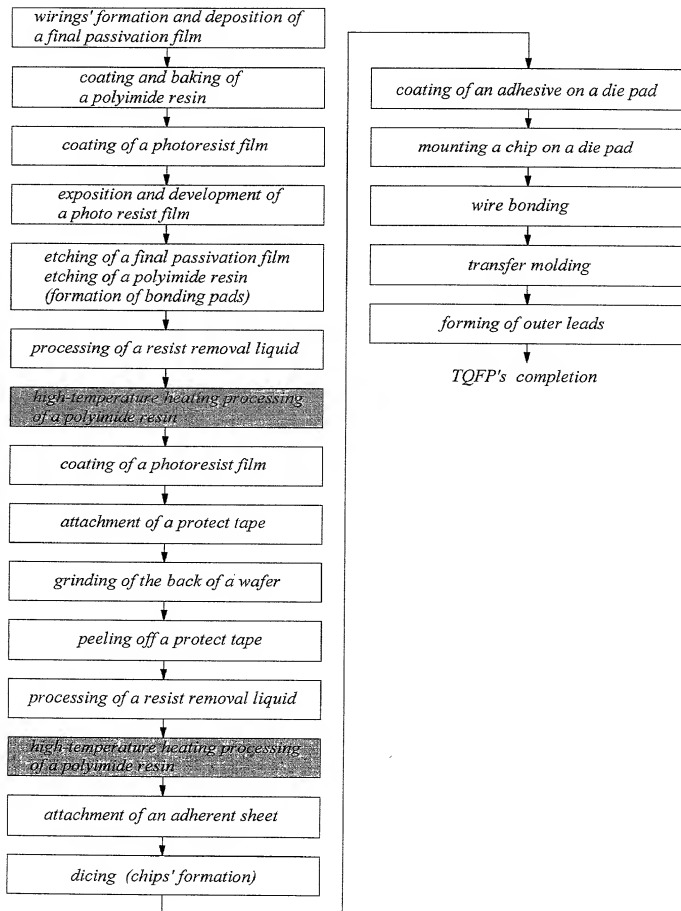 wirings' formation and deposition of
a final passivation film
coating and baking of
a polyimide resin
coating of a photoresist film
exposition and development of
a photo resist film
etching of a final passivation film
etching of a polyimide resin
(formation of bonding pads)
processing of a resist removal liquid
high-temperature heating processing
of a polyimide resin
coating of a photoresist film
attachment of a protect tape
grinding of the back of a wafer
peeling off a protect tape
processing of a resist removal liquid
high-temperature heating processing
of a polyimide resin
attachment of an adherent sheet
dicing (chips' formation)
coating of an adhesive on a die pad
mounting a chip on a die pad
wire bonding
transfer molding
forming of outer leads
TQFP's completion